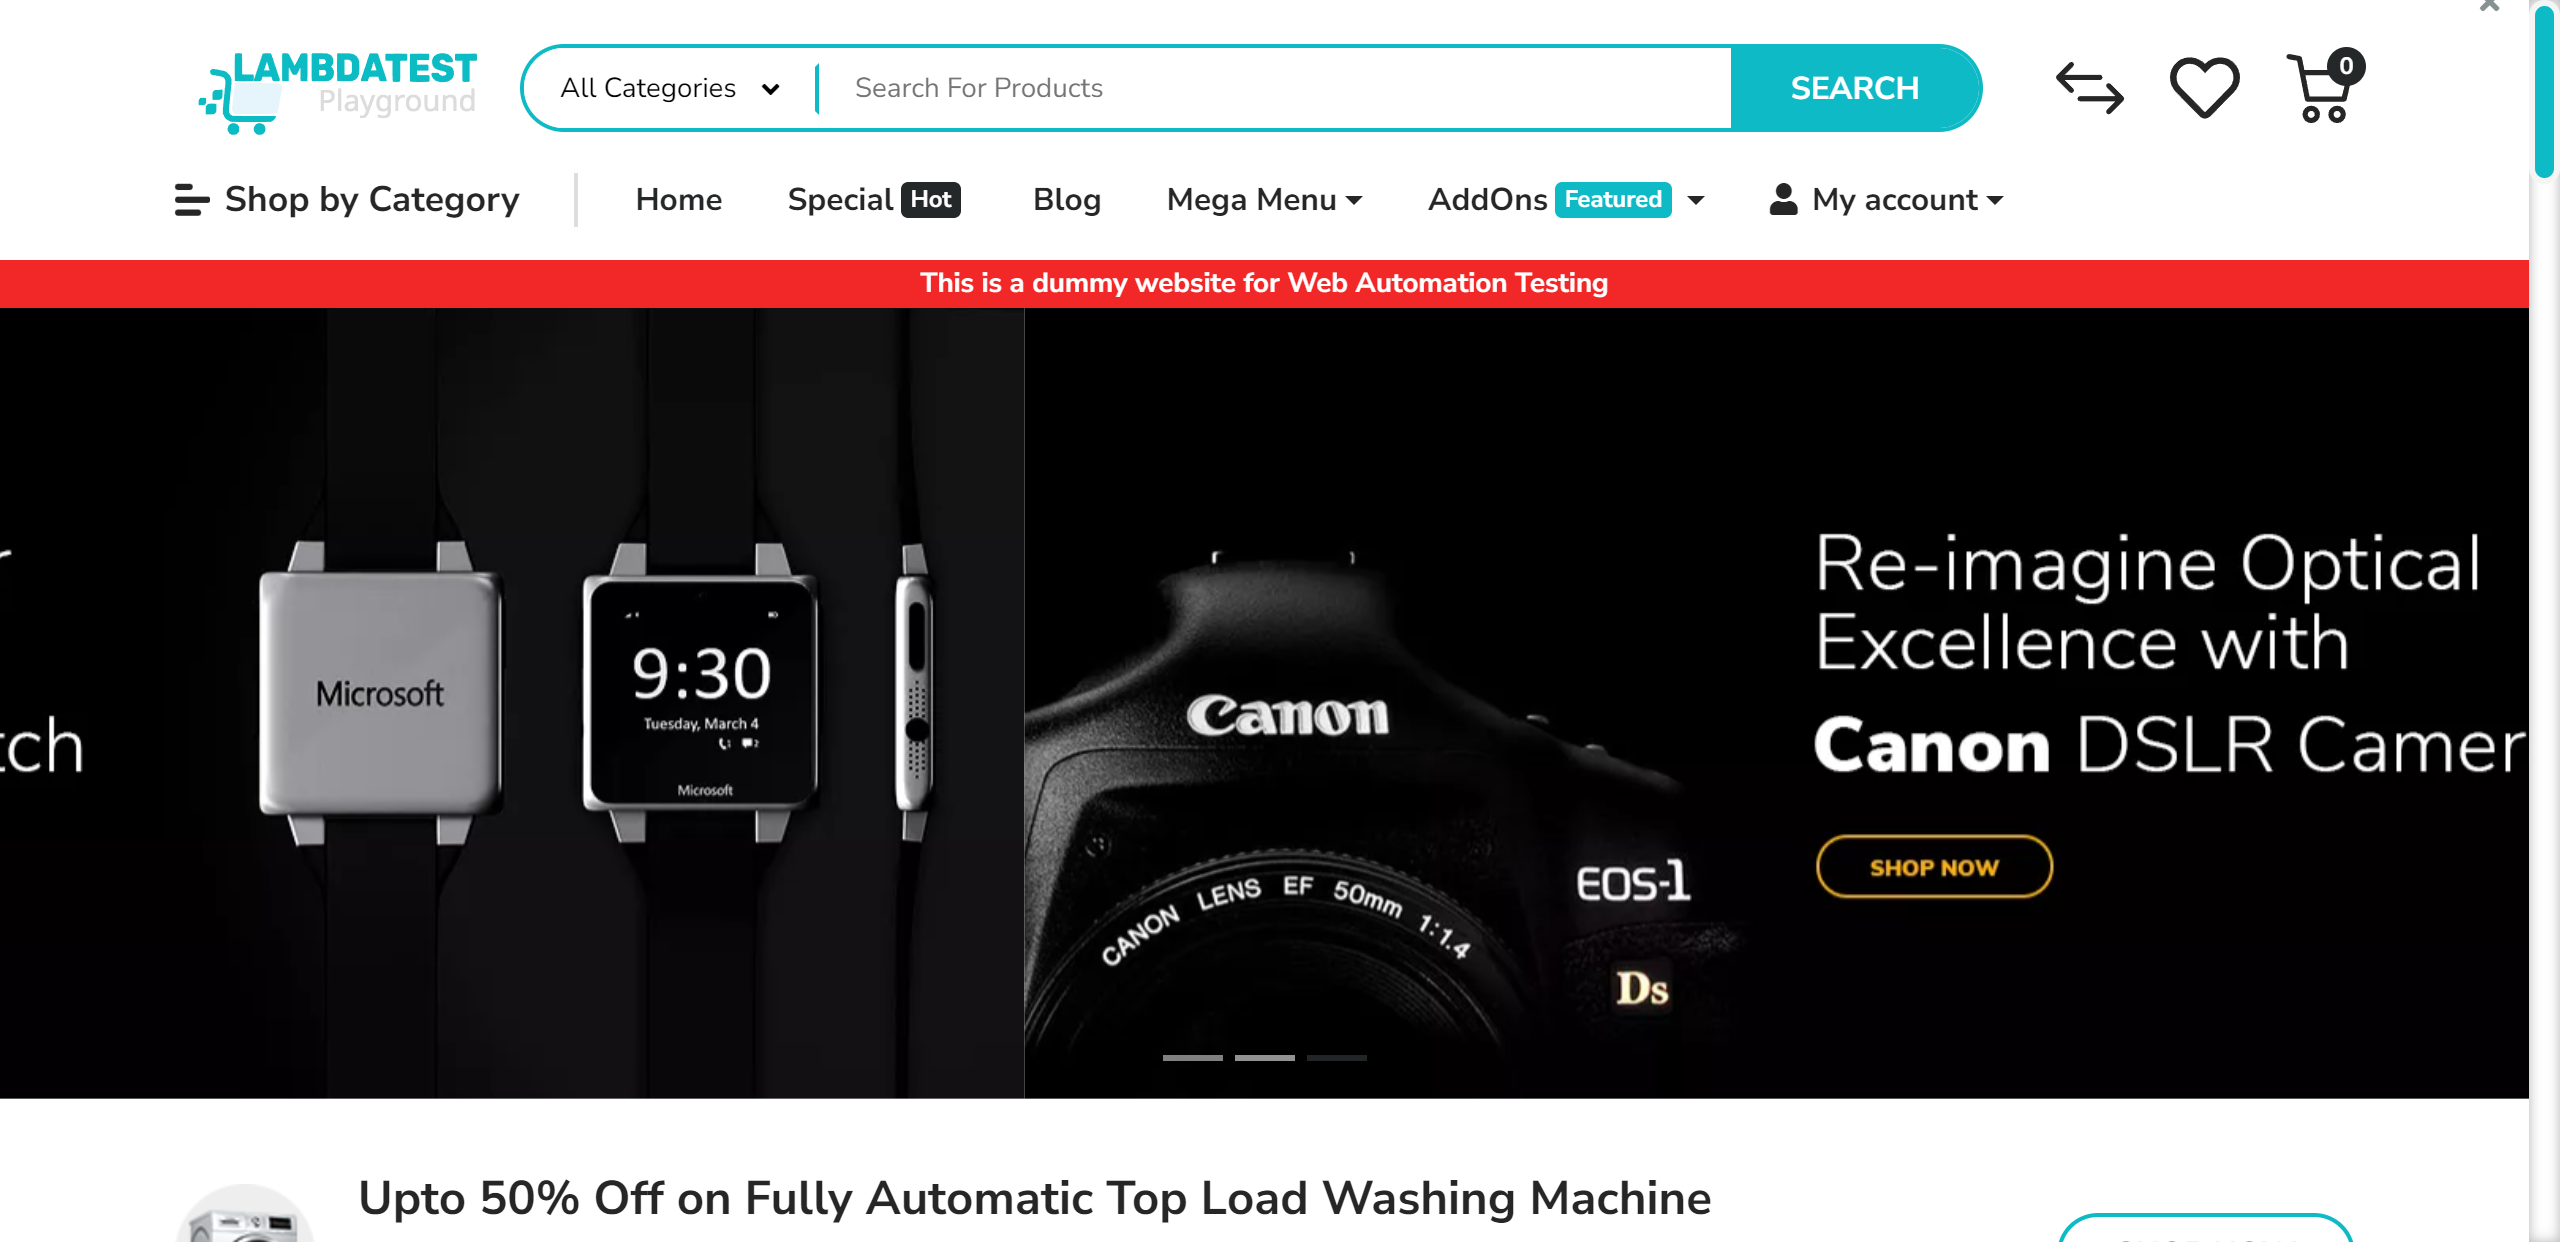 LAMBDATEST
Playground
All Categories
Search For Products
SEARCH
0
Shop by Category
Home
Special Hot
Blog
Mega Menu
AddOns Featured
My account
This is a dummy website for Web Automation Testing
tch
Microsoft
9:30
Tuesday, March 4
Microsoft
Canon
CANON LENS EF 50mm 1:1.4
EOS-1
Ds
Re-imagine Optical
Excellence with
Canon DSLR Camer
SHOP NOW
Upto 50% Off on Fully Automatic Top Load Washing Machine